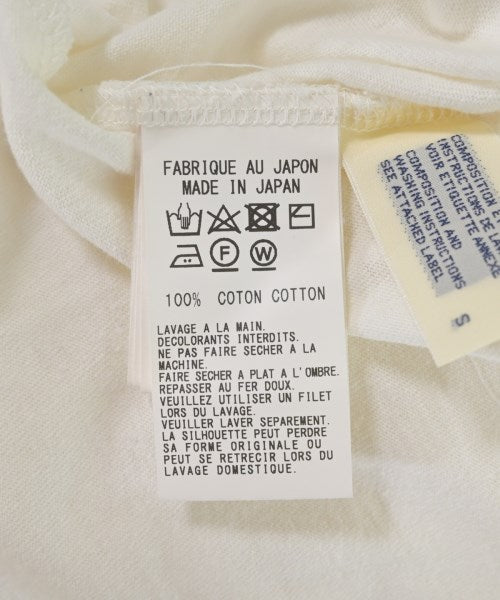 FABRIQUE AU JAPON
MADE IN JAPAN
F W
100% COTON COTTON
LAVAGE A LA MAIN.
DECOLORANTS INTERDITS.
NE PAS FAIRE SECHER A LA
MACHINE.
FAIRE SECHER A PLAT A L'OMBRE.
REPASSER AU FER DOUX.
VEUILLEZ UTILISER UN FILET
LORS DU LAVAGE.
VEUILLER LAVER SEPAREMENT.
LA SILHOUETTE PEUT PERDRE
SA FORME ORIGINALE OU
PEUT SE RETRECIR LORS DU
LAVAGE DOMESTIQUE.
COMPOSITION
INSTRUCTIONS DE
VOIR ETIQUETTE ANNEXE
COMPOSITION AND
WASHING INSTRUCTIONS
SEE ATTACHED LABEL
S